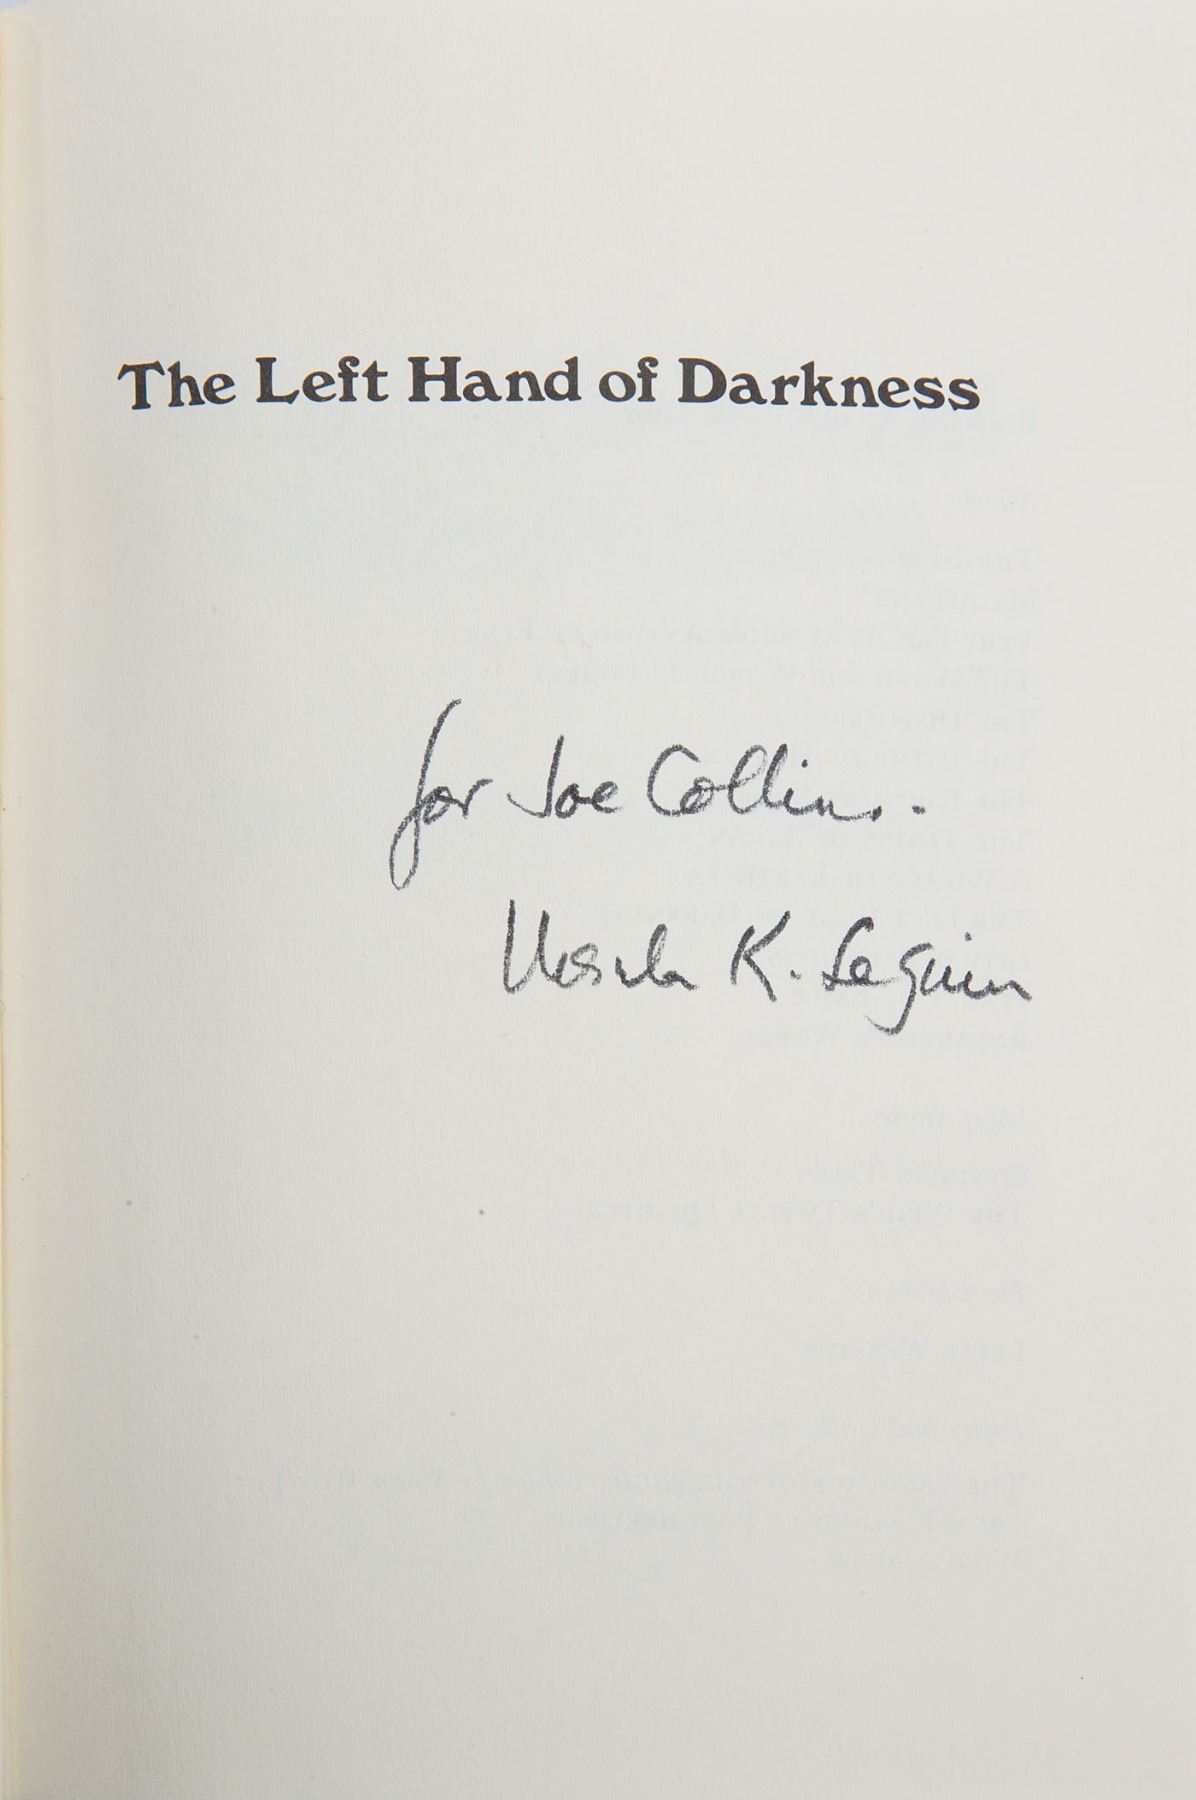 The Left Hand of Darkness
for Joe Collins.
Ursula K. Le Guin